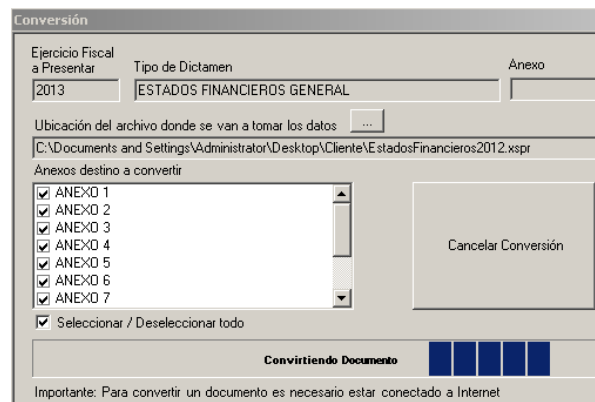 Conversión
Ejercicio Fiscal
a Presentar
Tipo de Dictamen
Anexo
2013
ESTADOS FINANCIEROS GENERAL
Ubicación del archivo donde se van a tomar los datos
...
C:\Documents and Settings\Administrator\Desktop\Cliente\EstadosFinancieros2012.xspr
Anexos destino a convertir
ANEXO 1
ANEXO 2
ANEXO 3
ANEXO 4
ANEXO 5
ANEXO 6
ANEXO 7
Cancelar Conversión
Seleccionar / Deseleccionar todo
Convirtiendo Documento
Importante: Para convertir un documento es necesario estar conectado a Internet